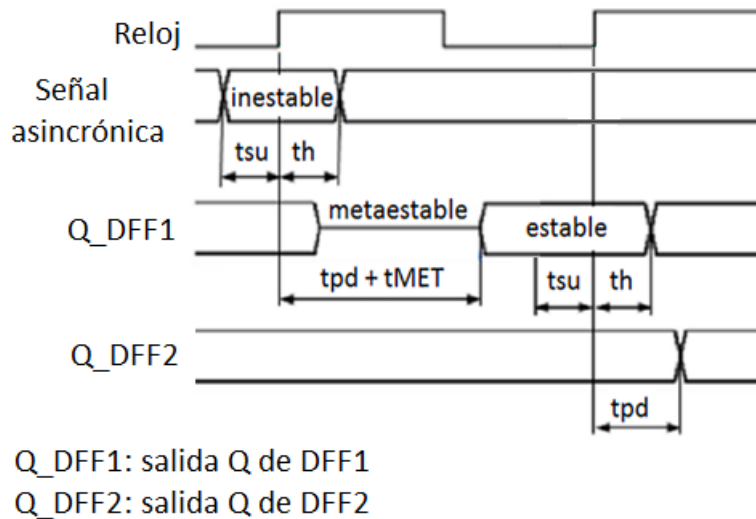 Reloj
Señal
asincrónica
inestable
tsu th
Q_DFF1
metaestable
estable
tpd + tMET
tsu th
Q_DFF2
tpd
Q_DFF1: salida Q de DFF1
Q_DFF2: salida Q de DFF2